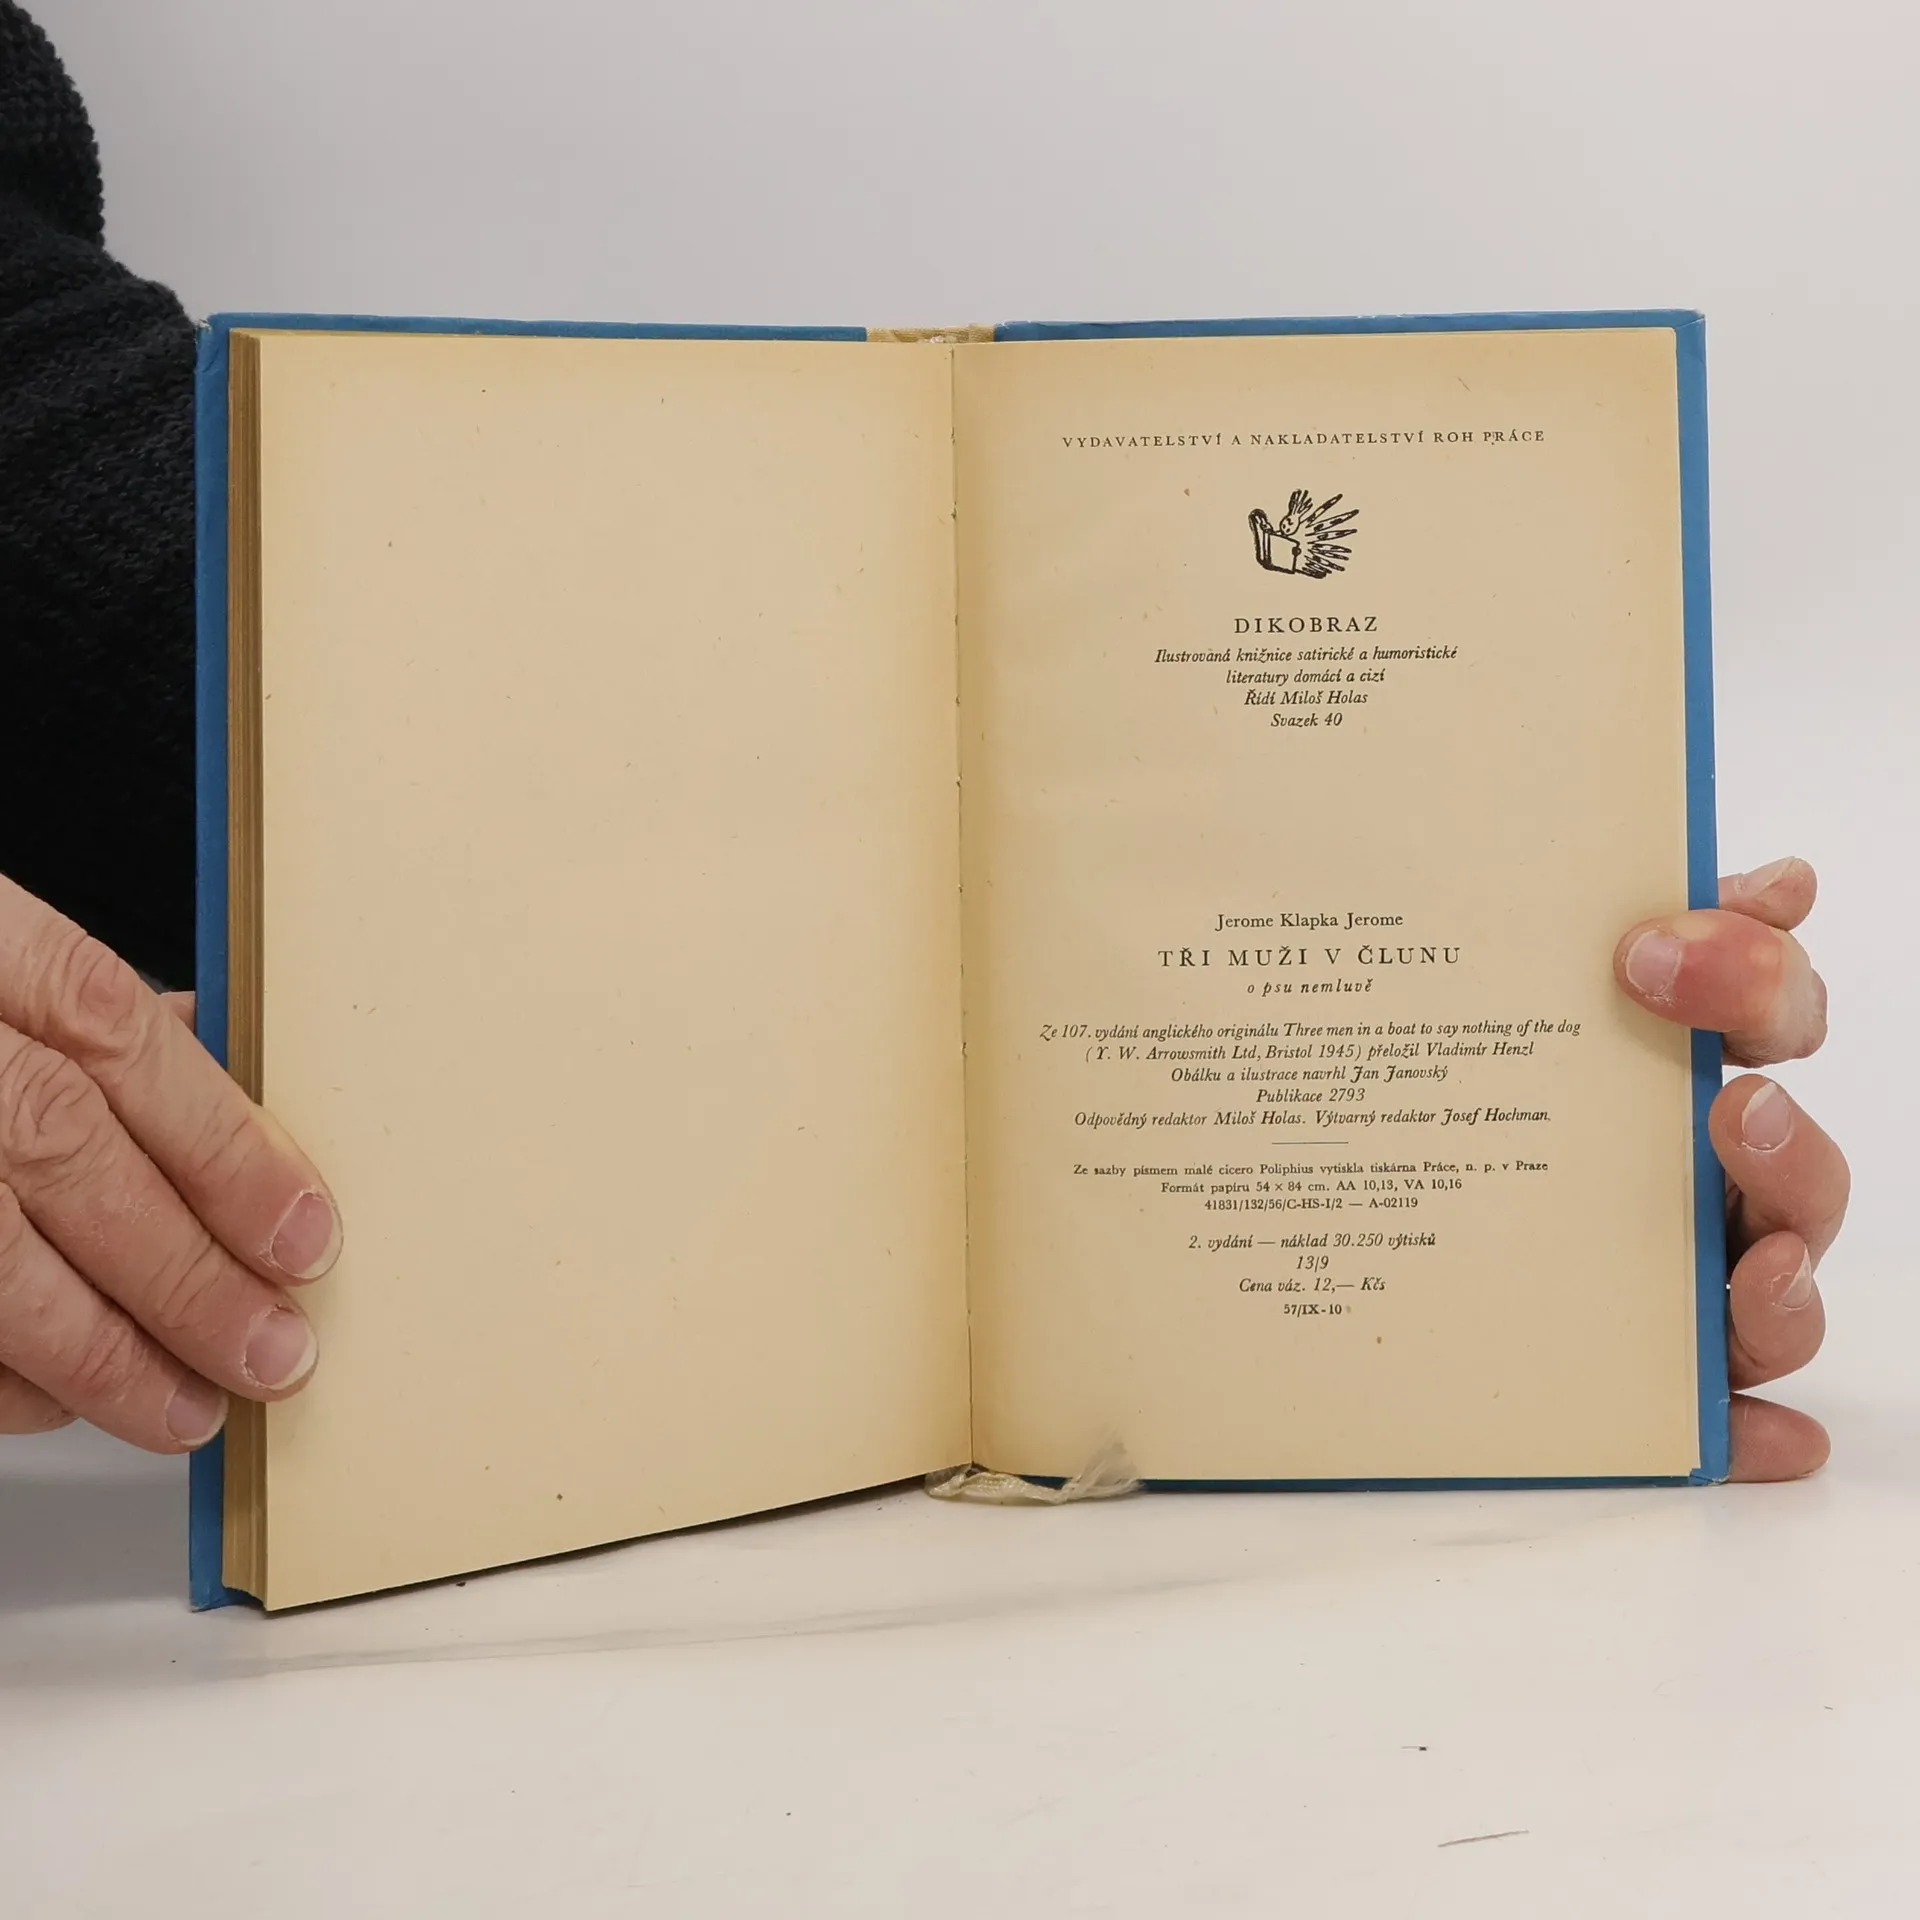 VYDAVATELSTVÍ A NAKLADATELSTVÍ ROH PRÁCE
DIKOBRAZ
Ilustrovaná knižnice satirické a humoristické
literatury domácí a cizí
Řídí Miloš Holas
Svazek 40
Jerome Klapka Jerome
TŘI MUŽI V ČLUNU
o psu nemluvě
Ze 107. vydání anglického originálu Three men in a boat to say nothing of the dog
(Y. W. Arrowsmith Ltd, Bristol 1945) přeložil Vladimír Henzl
Obálku a ilustrace navrhl Jan Janovský
Publikace 2793
Odpovědný redaktor Miloš Holas. Výtvarný redaktor Josef Hochman.
Ze sazby písmem malé cicero Poliphius vytiskla tiskárna Práce, n. p. v Praze
Formát papíru 54 × 84 cm. AA 10,13, VA 10,16
41831/132/56/C-HS-I/2 — A-02119
2. vydání — náklad 30.250 výtisků
13/9
Cena váz. 12,— Kčs
57/IX-10